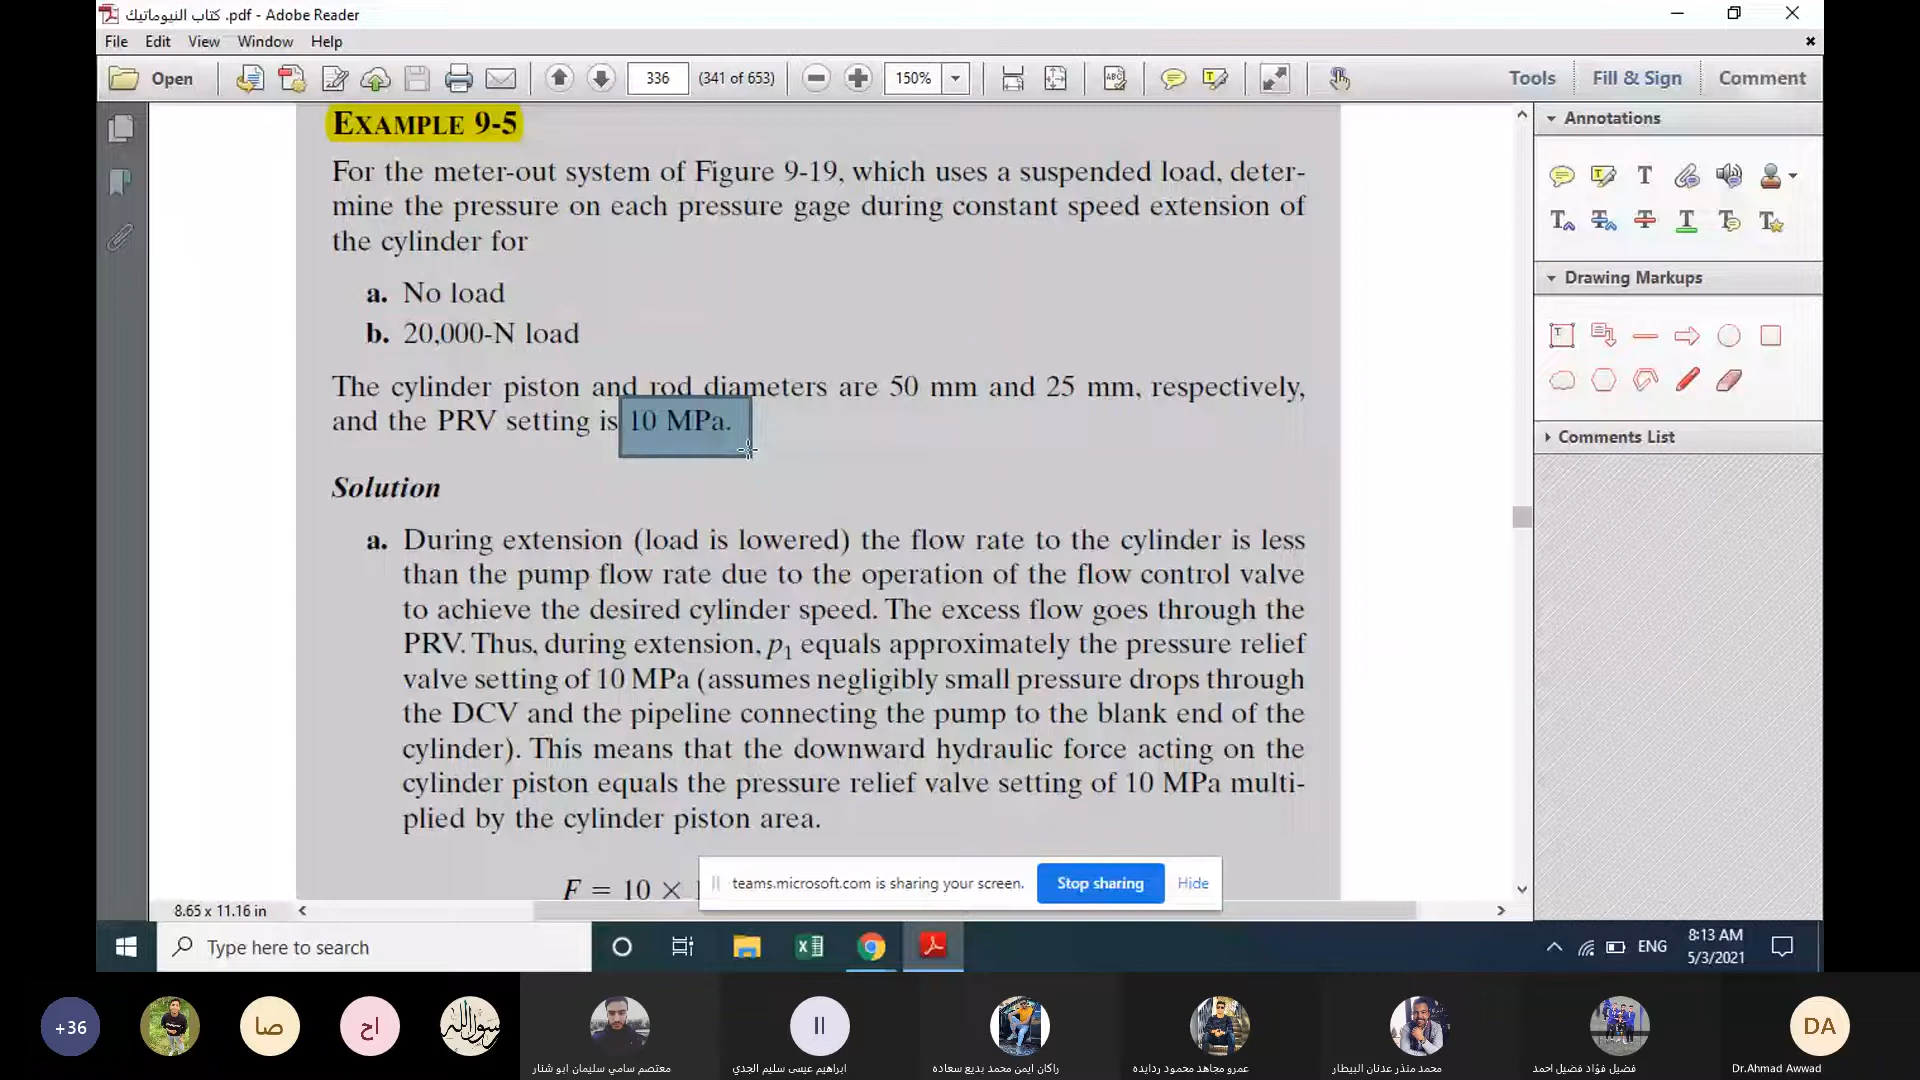 كتاب النيوماتيك .pdf - Adobe Reader
File Edit View Window Help
Open 336 (341 of 653) 150% Tools Fill & Sign Comment
EXAMPLE 9-5
For the meter-out system of Figure 9-19, which uses a suspended load, deter-
mine the pressure on each pressure gage during constant speed extension of
the cylinder for
a. No load
b. 20,000-N load
The cylinder piston and rod diameters are 50 mm and 25 mm, respectively,
and the PRV setting is 10 MPa.
Solution
a. During extension (load is lowered) the flow rate to the cylinder is less
than the pump flow rate due to the operation of the flow control valve
to achieve the desired cylinder speed. The excess flow goes through the
PRV. Thus, during extension, p₁ equals approximately the pressure relief
valve setting of 10 MPa (assumes negligibly small pressure drops through
the DCV and the pipeline connecting the pump to the blank end of the
cylinder). This means that the downward hydraulic force acting on the
cylinder piston equals the pressure relief valve setting of 10 MPa multi-
plied by the cylinder piston area.
F = 10 ×
Annotations
Drawing Markups
Comments List
teams.microsoft.com is sharing your screen. Stop sharing Hide
8.65 x 11.16 in
Type here to search
ENG
8:13 AM
5/3/2021
+36
صا
اح
معتصم سامي سليمان ابو شنار
ابراهيم عيسى سليم الجدي
راكان ايمن محمد بديع سعاده
عمرو مجاهد محمود ردايده
محمد منذر عدنان البيطار
فضيل فؤاد فضيل احمد
DA
Dr.Ahmad Awwad